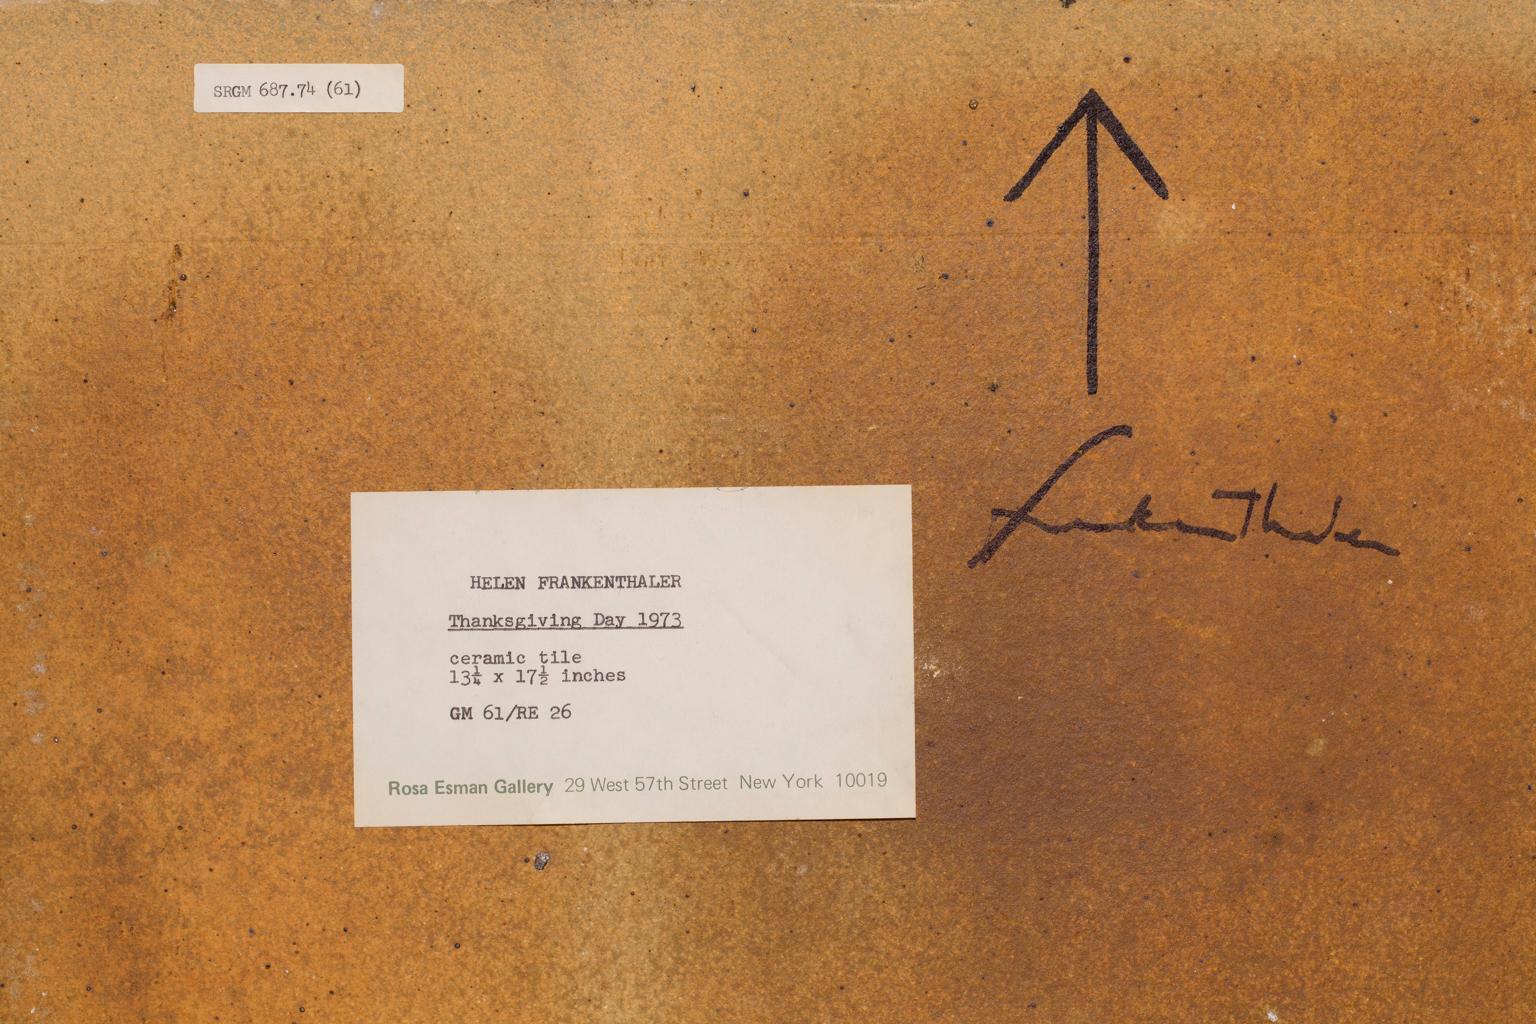 SRGM 687.74 (61)
Frankenthaler
HELEN FRANKENTHALER
Thanksgiving Day 1973
ceramic tile
13¼ x 17½ inches
GM 61/RE 26
Rosa Esman Gallery 29 West 57th Street New York 10019